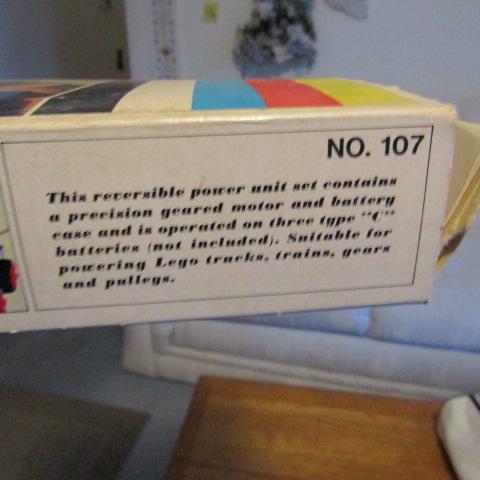 NO. 107
This reversible power unit set contains
a precision geared motor and battery
case and is operated on three type "C"
batteries (not included). Suitable for
powering Lego trucks, trains, gears
and pulleys.